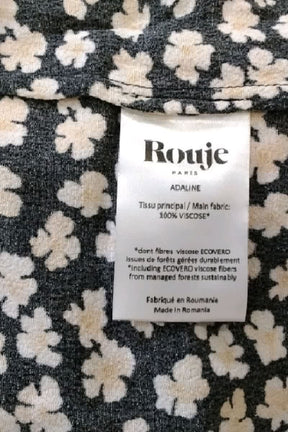 Rouje
PARIS
ADALINE
Tissu principal / Main fabric:
100% VISCOSE*
*dont fibres viscose ECOVERO
issues de forêts gérées durablement
*Including ECOVERO viscose fibers
from managed forests sustainably
Fabriqué en Roumania
Made in Romania